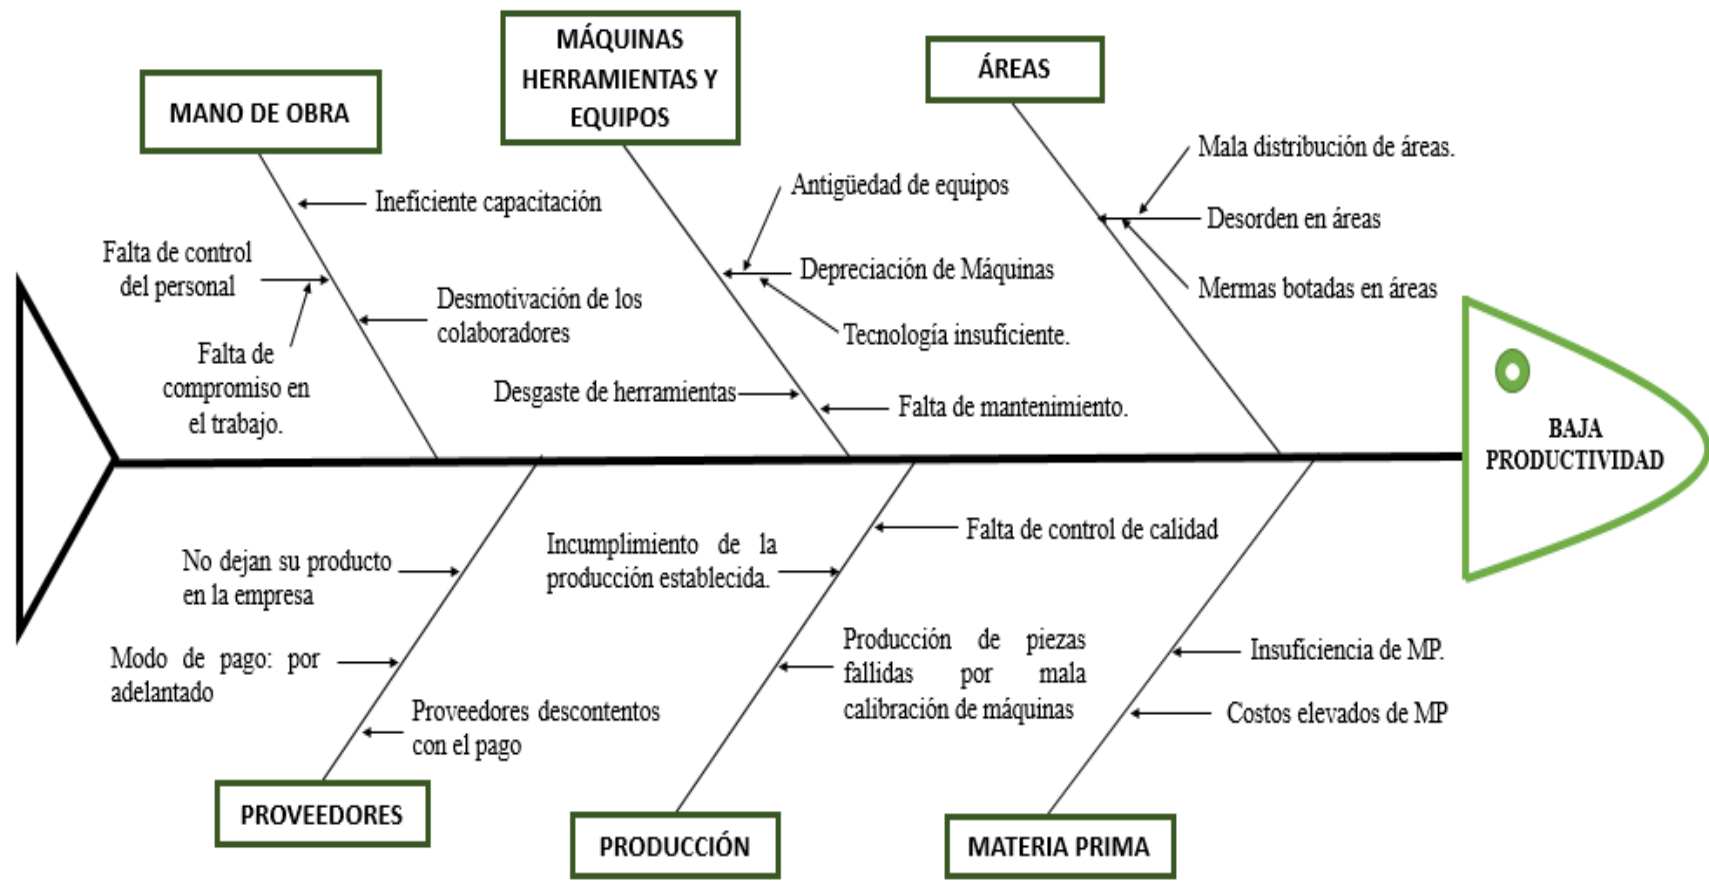 MANO DE OBRA
MÁQUINAS
HERRAMIENTAS Y
EQUIPOS
ÁREAS
Ineficiente capacitación
Falta de control
del personal
Desmotivación de los
colaboradores
Falta de
compromiso en
el trabajo.
Antigüedad de equipos
Depreciación de Máquinas
Tecnología insuficiente.
Desgaste de herramientas
Falta de mantenimiento.
Mala distribución de áreas.
Desorden en áreas
Mermas botadas en áreas
BAJA
PRODUCTIVIDAD
No dejan su producto
en la empresa
Modo de pago: por
adelantado
Proveedores descontentos
con el pago
Falta de control de calidad
Incumplimiento de la
producción establecida.
Producción de piezas
fallidas por mala
calibración de máquinas
Insuficiencia de MP.
Costos elevados de MP
PROVEEDORES
PRODUCCIÓN
MATERIA PRIMA